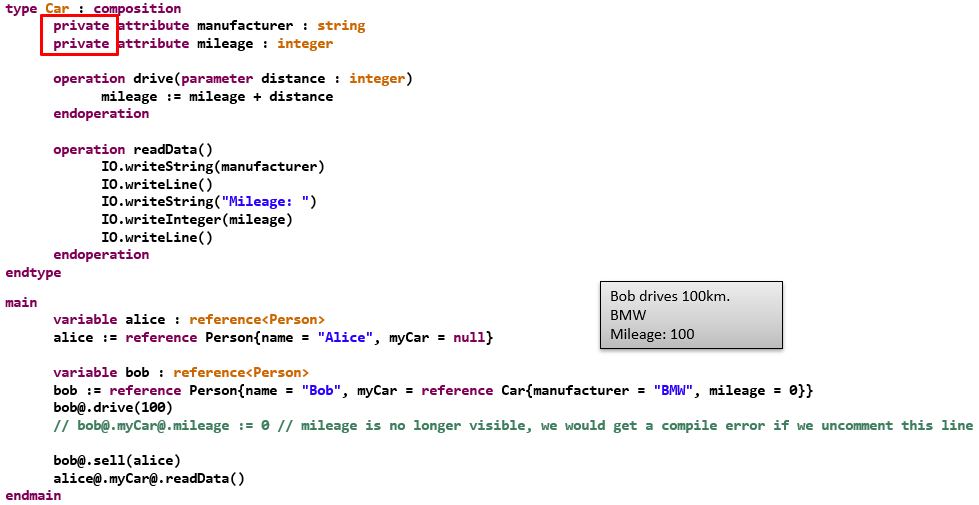 type Car : composition
private attribute manufacturer : string
private attribute mileage : integer
operation drive(parameter distance : integer)
mileage := mileage + distance
endoperation
operation readData()
IO.writeString(manufacturer)
IO.writeLine()
IO.writeString("Mileage: ")
IO.writeInteger(mileage)
IO.writeLine()
endoperation
endtype
main
variable alice : reference<Person>
alice := reference Person{name = "Alice", myCar = null}
variable bob : reference<Person>
bob := reference Person{name = "Bob", myCar = reference Car{manufacturer = "BMW", mileage = 0}}
bob@.drive(100)
// bob@.myCar@.mileage := 0 // mileage is no longer visible, we would get a compile error if we uncomment this line
bob@.sell(alice)
alice@.myCar@.readData()
endmain
Bob drives 100km.
BMW
Mileage: 100